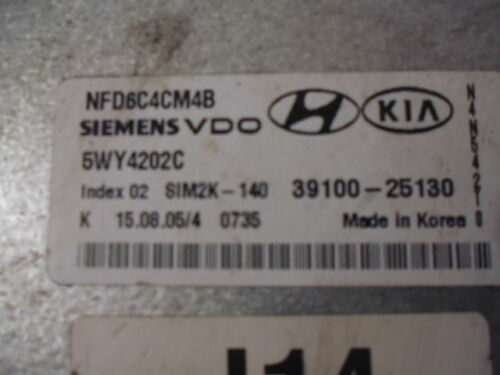 NFD6C4CM4B
SIEMENS VDO
KIA
5WY4202C
Index 02 SIM2K-140 39100-25130
K 15.08.05/4 0735 Made in Korea
J14